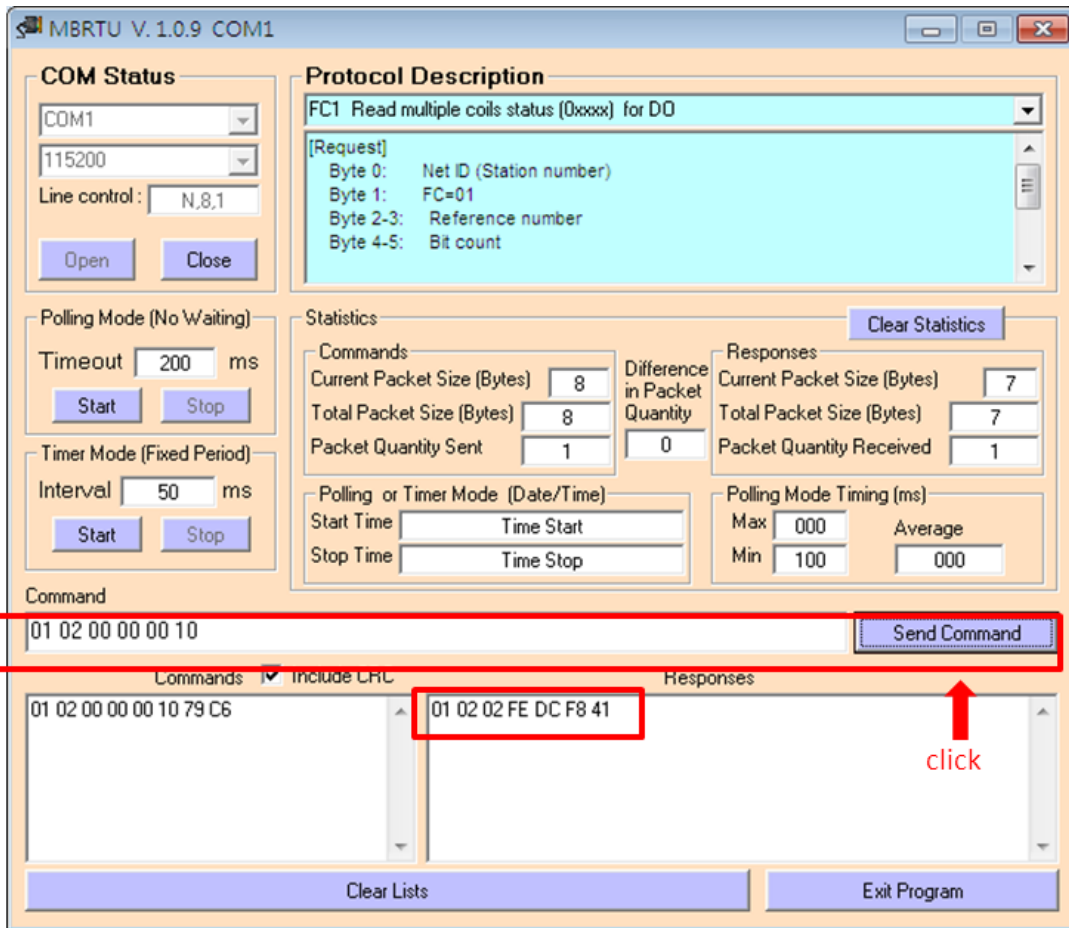 MBRTU V. 1.0.9 COM1
COM Status
COM1
115200
Line control : N,8,1
Open Close
Protocol Description
FC1 Read multiple coils status (0xxxx) for DO
[Request]
Byte 0: Net ID (Station number)
Byte 1: FC=01
Byte 2-3: Reference number
Byte 4-5: Bit count
Polling Mode (No Waiting)
Timeout 200 ms
Start Stop
Timer Mode (Fixed Period)
Interval 50 ms
Start Stop
Statistics
Clear Statistics
Commands
Current Packet Size (Bytes) 8
Total Packet Size (Bytes) 8
Packet Quantity Sent 1
Difference
in Packet
Quantity
0
Responses
Current Packet Size (Bytes) 7
Total Packet Size (Bytes) 7
Packet Quantity Received 1
Polling or Timer Mode (Date/Time)
Start Time Time Start
Stop Time Time Stop
Polling Mode Timing (ms)
Max 000
Min 100
Average
000
Command
01 02 00 00 00 10
Send Command
Commands Include CRC
Responses
01 02 00 00 00 10 79 C6
01 02 02 FE DC F8 41
click
Clear Lists
Exit Program